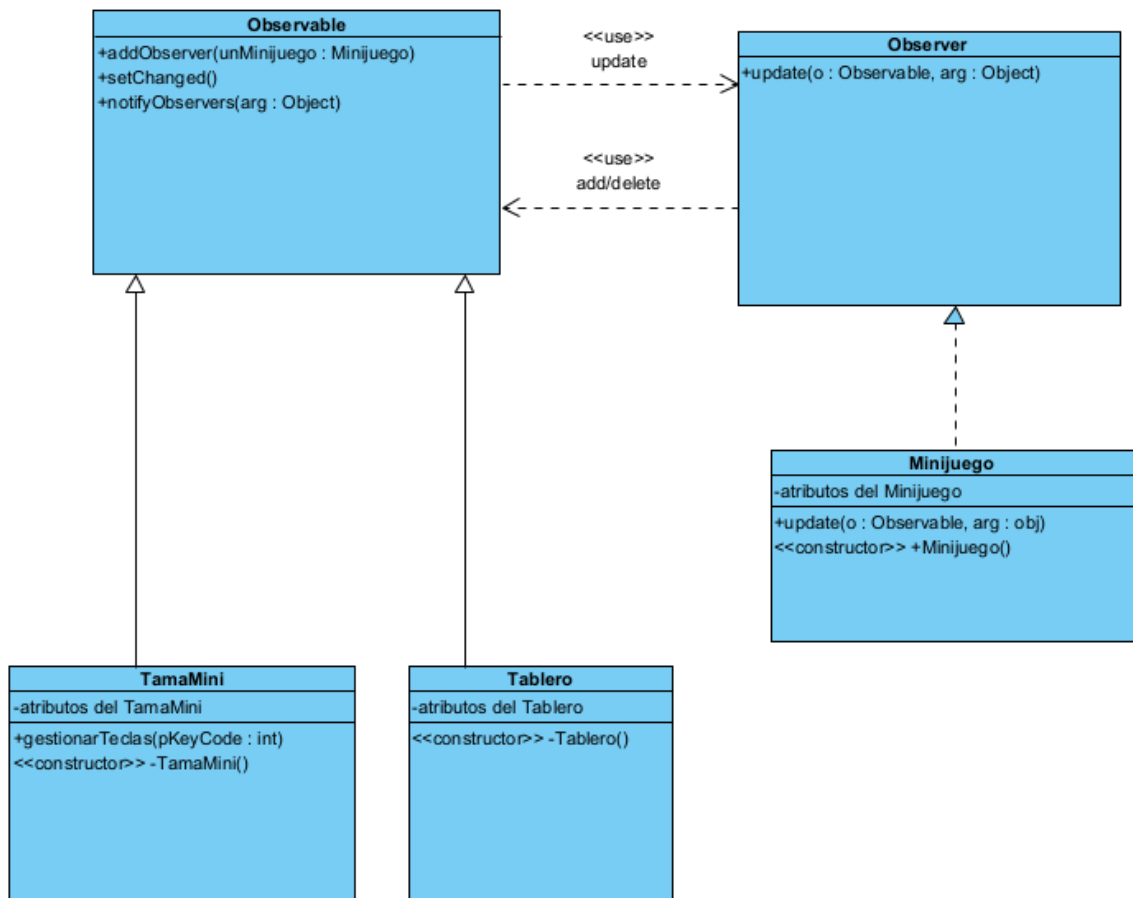 Observable
+addObserver(unMinijuego : Minijuego)
+setChanged()
+notifyObservers(arg : Object)
<<use>>
update
<<use>>
add/delete
Observer
+update(o : Observable, arg : Object)
Minijuego
-atributos del Minijuego
+update(o : Observable, arg : obj)
<<constructor>> +Minijuego()
TamaMini
-atributos del TamaMini
+gestionarTeclas(pKeyCode : int)
<<constructor>> -TamaMini()
Tablero
-atributos del Tablero
<<constructor>> -Tablero()